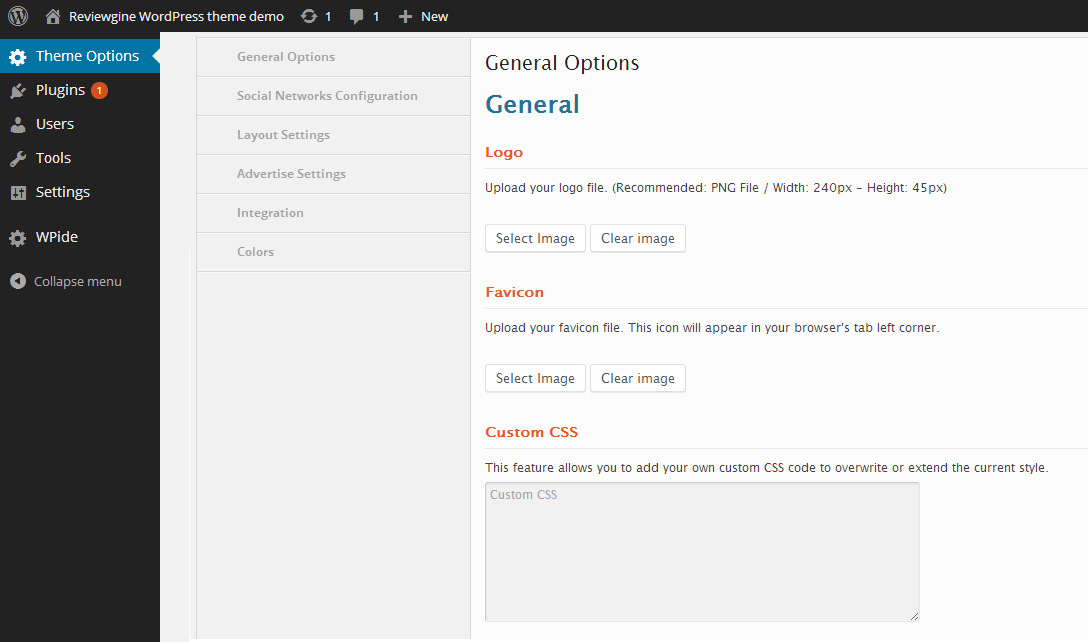 Reviewgine WordPress theme demo 1 1 New
Theme Options
Plugins 1
Users
Tools
Settings
WPide
Collapse menu
General Options
Social Networks Configuration
Layout Settings
Advertise Settings
Integration
Colors
General Options
General
Logo
Upload your logo file. (Recommended: PNG File / Width: 240px – Height: 45px)
Select Image Clear image
Favicon
Upload your favicon file. This icon will appear in your browser's tab left corner.
Select Image Clear image
Custom CSS
This feature allows you to add your own custom CSS code to overwrite or extend the current style.
Custom CSS